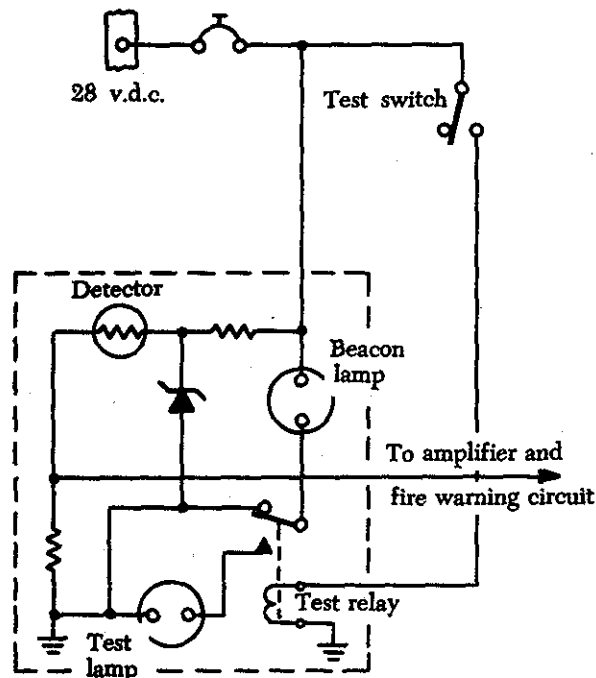 28 v.d.c.
Test switch
Detector
Beacon
lamp
To amplifier and
fire warning circuit
Test relay
Test
lamp